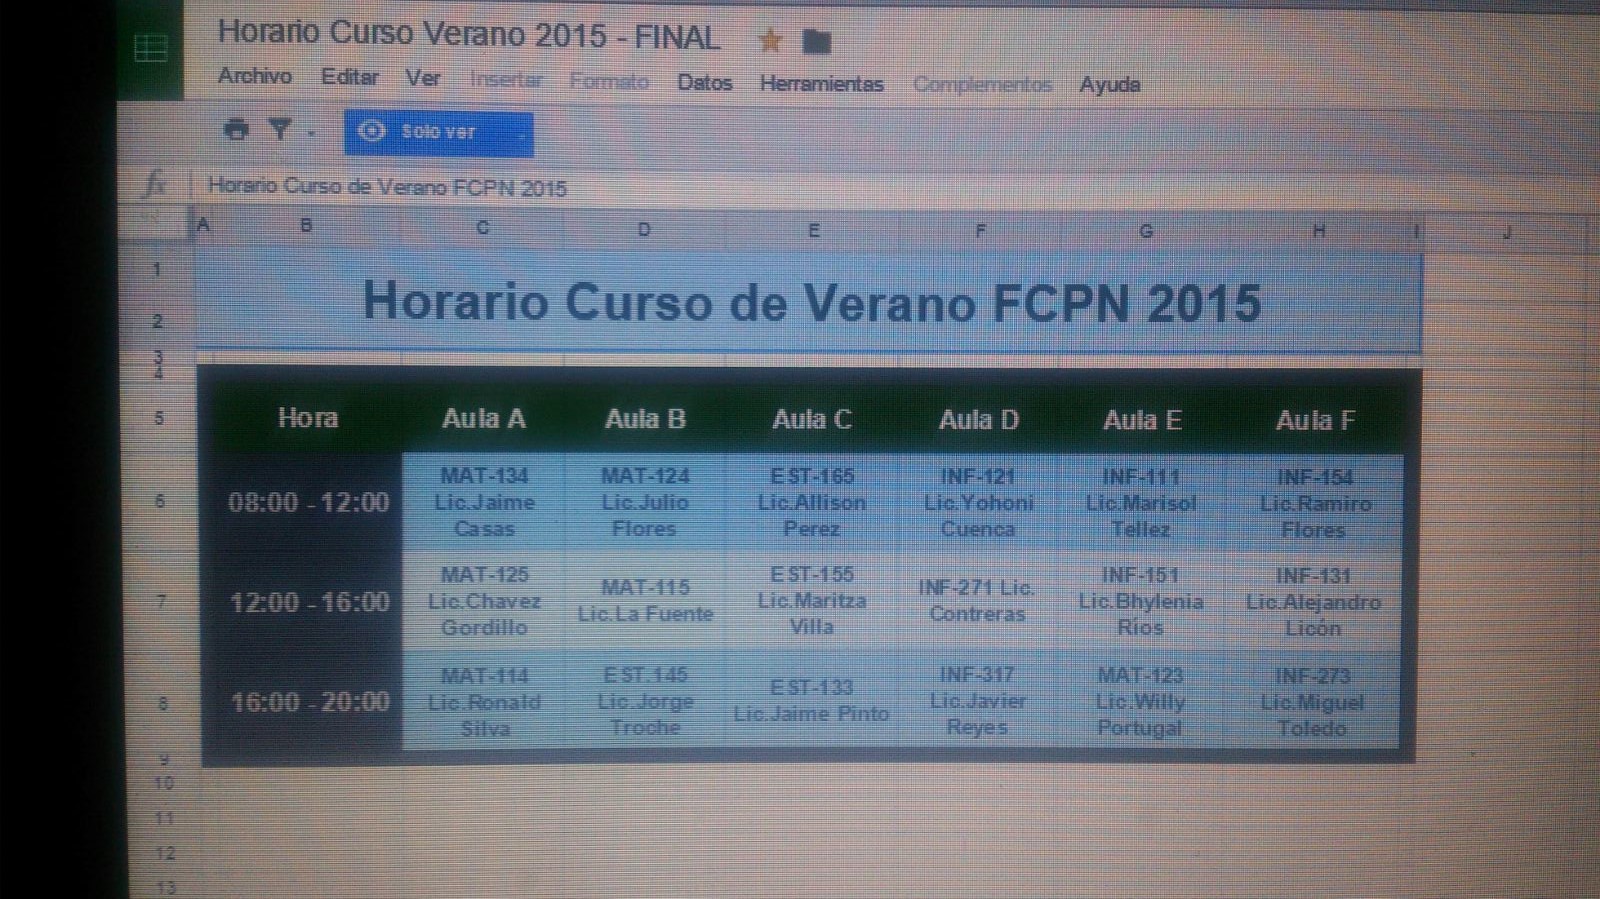 Horario Curso Verano 2015 - FINAL
Archivo Editar Ver Insertar Formato Datos Herramientas Complementos Ayuda
Solo ver
fx Horario Curso de Verano FCPN 2015
A B C D E F G H I J
1
Horario Curso de Verano FCPN 2015
2
3
4
5 Hora Aula A Aula B Aula C Aula D Aula E Aula F
MAT-134 MAT-124 EST-165 INF-121 INF-111 INF-154
6 08:00 - 12:00 Lic.Jaime Lic.Julio Lic.Allison Lic.Yohoni Lic.Marisol Lic.Ramiro
Casas Flores Perez Cuenca Tellez Flores
MAT-125 MAT-115 EST-155 INF-271 Lic. INF-151 INF-131
7 12:00 - 16:00 Lic.Chavez Lic.La Fuente Lic.Maritza Contreras Lic.Bhylenia Lic.Alejandro
Gordillo Villa Ríos Licón
MAT-114 EST.145 EST-133 INF-317 MAT-123 INF-273
8 16:00 - 20:00 Lic.Ronald Lic.Jorge Lic.Jaime Pinto Lic.Javier Lic.Willy Lic.Miguel
Silva Troche Reyes Portugal Toledo
9
10
11
12
13